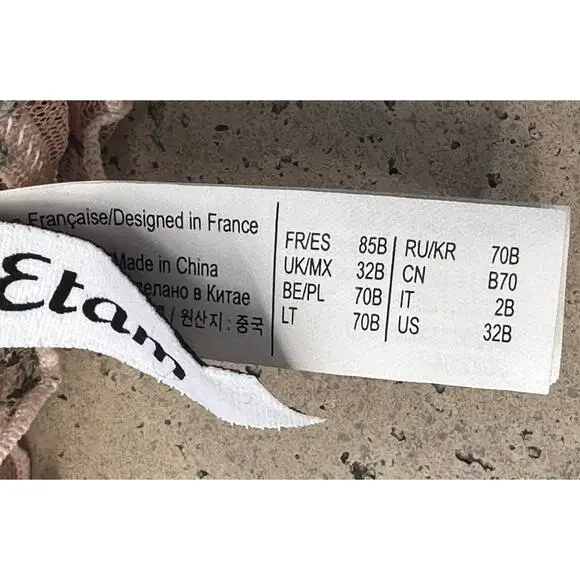 Française/Designed in France
Made in China
делано в Китае
/ 원산지 : 중국
Etam
FR/ES 85B
UK/MX 32B
BE/PL 70B
LT 70B
RU/KR 70B
CN B70
IT 2B
US 32B